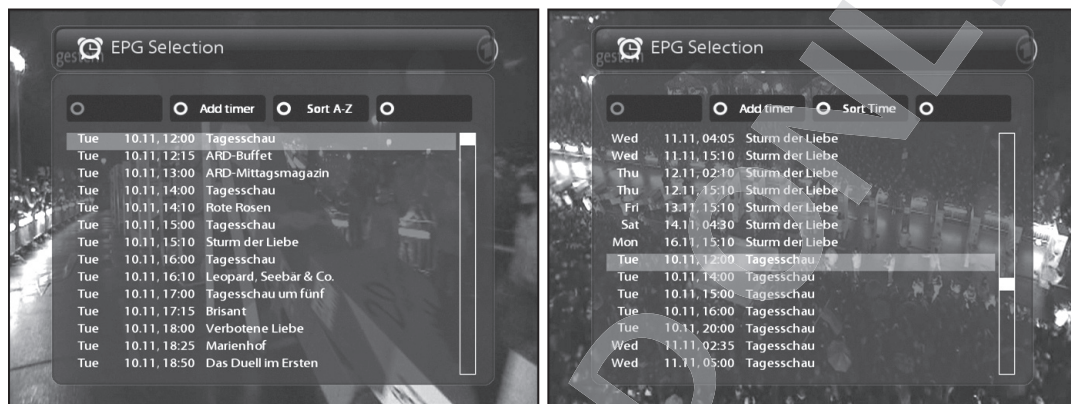 EPG Selection
gestern
Add timer Sort A-Z
Tue 10.11, 12:00 Tagesschau
Tue 10.11, 12:15 ARD-Buffet
Tue 10.11, 13:00 ARD-Mittagsmagazin
Tue 10.11, 14:00 Tagesschau
Tue 10.11, 14:10 Rote Rosen
Tue 10.11, 15:00 Tagesschau
Tue 10.11, 15:10 Sturm der Liebe
Tue 10.11, 16:00 Tagesschau
Tue 10.11, 16:10 Leopard, Seebär & Co.
Tue 10.11, 17:00 Tagesschau um fünf
Tue 10.11, 17:15 Brisant
Tue 10.11, 18:00 Verbotene Liebe
Tue 10.11, 18:25 Marienhof
Tue 10.11, 18:50 Das Duell im Ersten
EPG Selection
gestern
Add timer Sort Time
Wed 11.11, 04:05 Sturm der Liebe
Wed 11.11, 15:10 Sturm der Liebe
Thu 12.11, 02:10 Sturm der Liebe
Thu 12.11, 15:10 Sturm der Liebe
Fri 13.11, 15:10 Sturm der Liebe
Sat 14.11, 04:30 Sturm der Liebe
Mon 16.11, 15:10 Sturm der Liebe
Tue 10.11, 12:00 Tagesschau
Tue 10.11, 14:00 Tagesschau
Tue 10.11, 15:00 Tagesschau
Tue 10.11, 16:00 Tagesschau
Tue 10.11, 20:00 Tagesschau
Wed 11.11, 02:35 Tagesschau
Wed 11.11, 05:00 Tagesschau